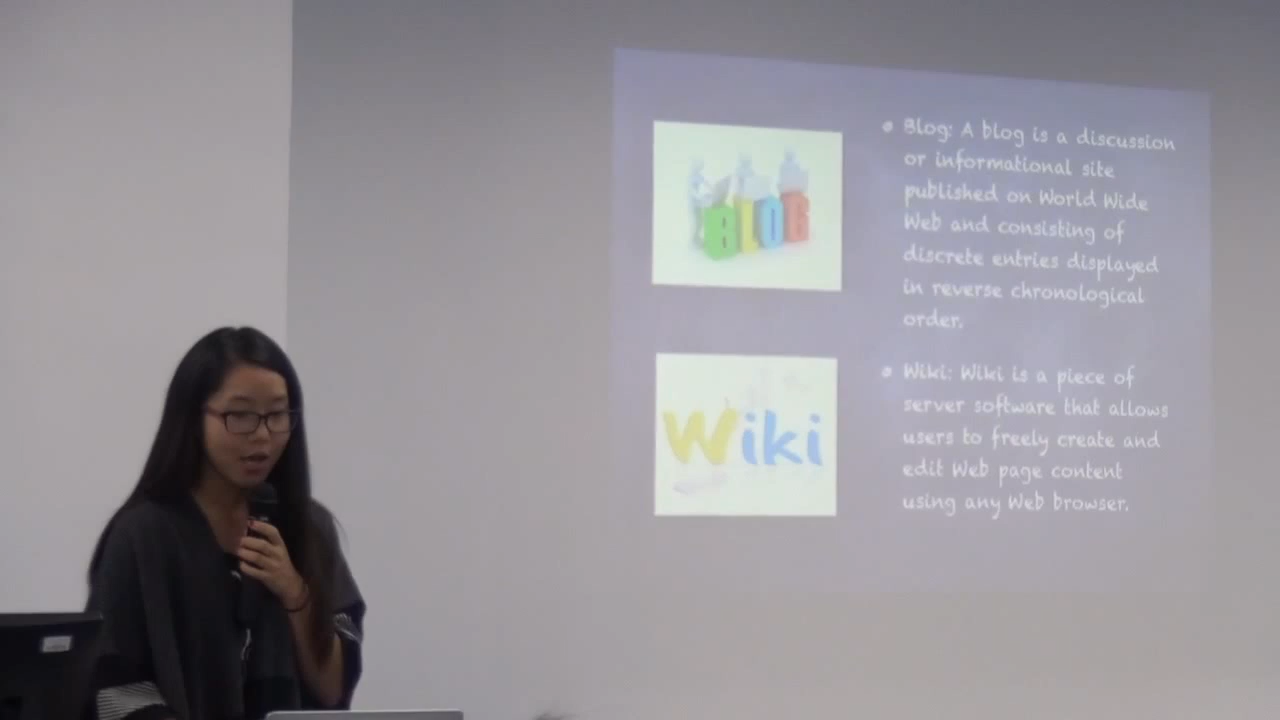 BLOG
Blog: A blog is a discussion
or informational site
published on World Wide
Web and consisting of
discrete entries displayed
in reverse chronological
order.
Wiki
Wiki: Wiki is a piece of
server software that allows
users to freely create and
edit Web page content
using any Web browser.